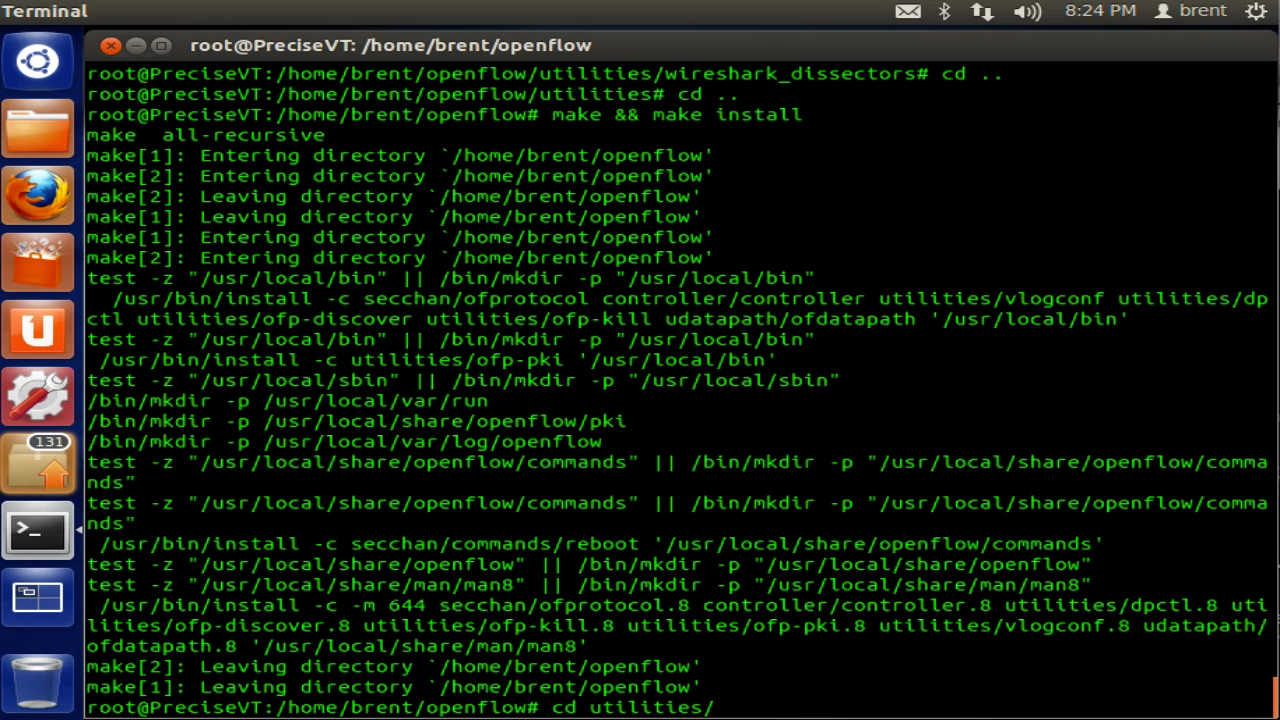 Terminal
8:24 PM brent
root@PreciseVT: /home/brent/openflow
root@PreciseVT:/home/brent/openflow/utilities/wireshark_dissectors# cd ..
root@PreciseVT:/home/brent/openflow/utilities# cd ..
root@PreciseVT:/home/brent/openflow# make && make install
make  all-recursive
make[1]: Entering directory `/home/brent/openflow'
make[2]: Entering directory `/home/brent/openflow'
make[2]: Leaving directory `/home/brent/openflow'
make[1]: Leaving directory `/home/brent/openflow'
make[1]: Entering directory `/home/brent/openflow'
make[2]: Entering directory `/home/brent/openflow'
test -z "/usr/local/bin" || /bin/mkdir -p "/usr/local/bin"
  /usr/bin/install -c secchan/ofprotocol controller/controller utilities/vlogconf utilities/dp
ctl utilities/ofp-discover utilities/ofp-kill udatapath/ofdatapath '/usr/local/bin'
test -z "/usr/local/bin" || /bin/mkdir -p "/usr/local/bin"
 /usr/bin/install -c utilities/ofp-pki '/usr/local/bin'
test -z "/usr/local/sbin" || /bin/mkdir -p "/usr/local/sbin"
/bin/mkdir -p /usr/local/var/run
/bin/mkdir -p /usr/local/share/openflow/pki
/bin/mkdir -p /usr/local/var/log/openflow
test -z "/usr/local/share/openflow/commands" || /bin/mkdir -p "/usr/local/share/openflow/comma
nds"
test -z "/usr/local/share/openflow/commands" || /bin/mkdir -p "/usr/local/share/openflow/comma
nds"
 /usr/bin/install -c secchan/commands/reboot '/usr/local/share/openflow/commands'
test -z "/usr/local/share/openflow" || /bin/mkdir -p "/usr/local/share/openflow"
test -z "/usr/local/share/man/man8" || /bin/mkdir -p "/usr/local/share/man/man8"
 /usr/bin/install -c -m 644 secchan/ofprotocol.8 controller/controller.8 utilities/dpctl.8 uti
lities/ofp-discover.8 utilities/ofp-kill.8 utilities/ofp-pki.8 utilities/vlogconf.8 udatapath/
ofdatapath.8 '/usr/local/share/man/man8'
make[2]: Leaving directory `/home/brent/openflow'
make[1]: Leaving directory `/home/brent/openflow'
root@PreciseVT:/home/brent/openflow# cd utilities/
131